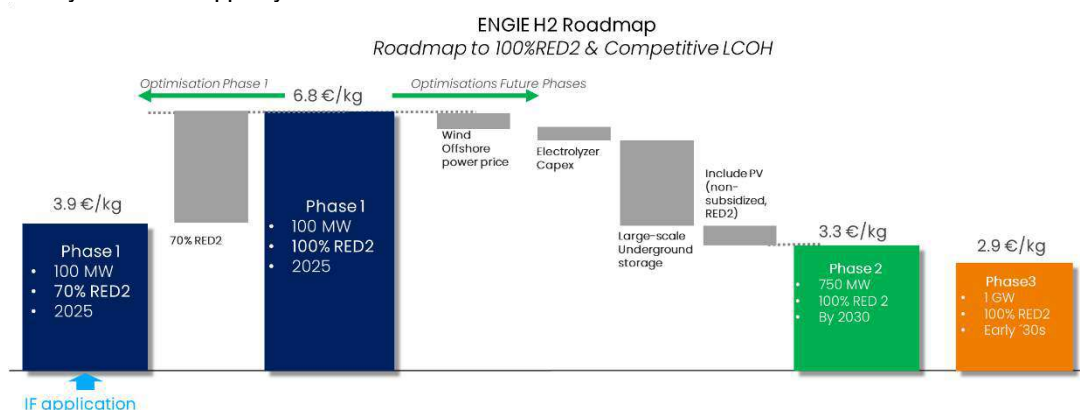 ENGIE H2 Roadmap
Roadmap to 100%RED2 & Competitive LCOH
Optimisation Phase 1
Optimisations Future Phases
6.8 €/kg
3.9 €/kg
Phase 1
• 100 MW
• 70% RED2
• 2025
IF application
70% RED2
Phase 1
• 100 MW
• 100% RED2
• 2025
Wind
Offshore
power price
Electrolyzer
Capex
Large-scale
Underground
storage
Include PV
(non-
subsidized,
RED2)
3.3 €/kg
Phase 2
• 750 MW
• 100% RED 2
• By 2030
2.9 €/kg
Phase3
• 1 GW
• 100% RED2
• Early ´30s